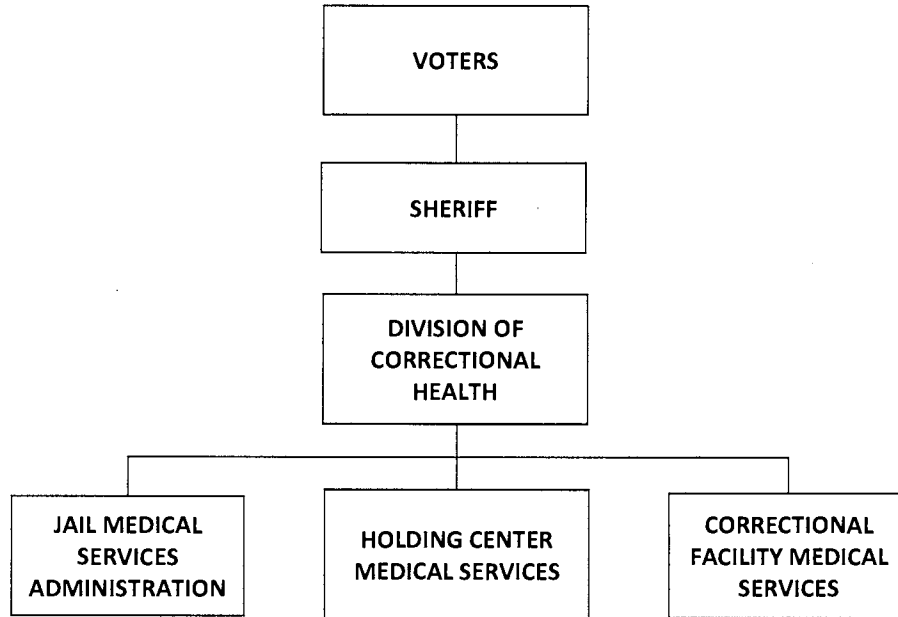 VOTERS
SHERIFF
DIVISION OF
CORRECTIONAL
HEALTH
JAIL MEDICAL
SERVICES
ADMINISTRATION
HOLDING CENTER
MEDICAL SERVICES
CORRECTIONAL
FACILITY MEDICAL
SERVICES